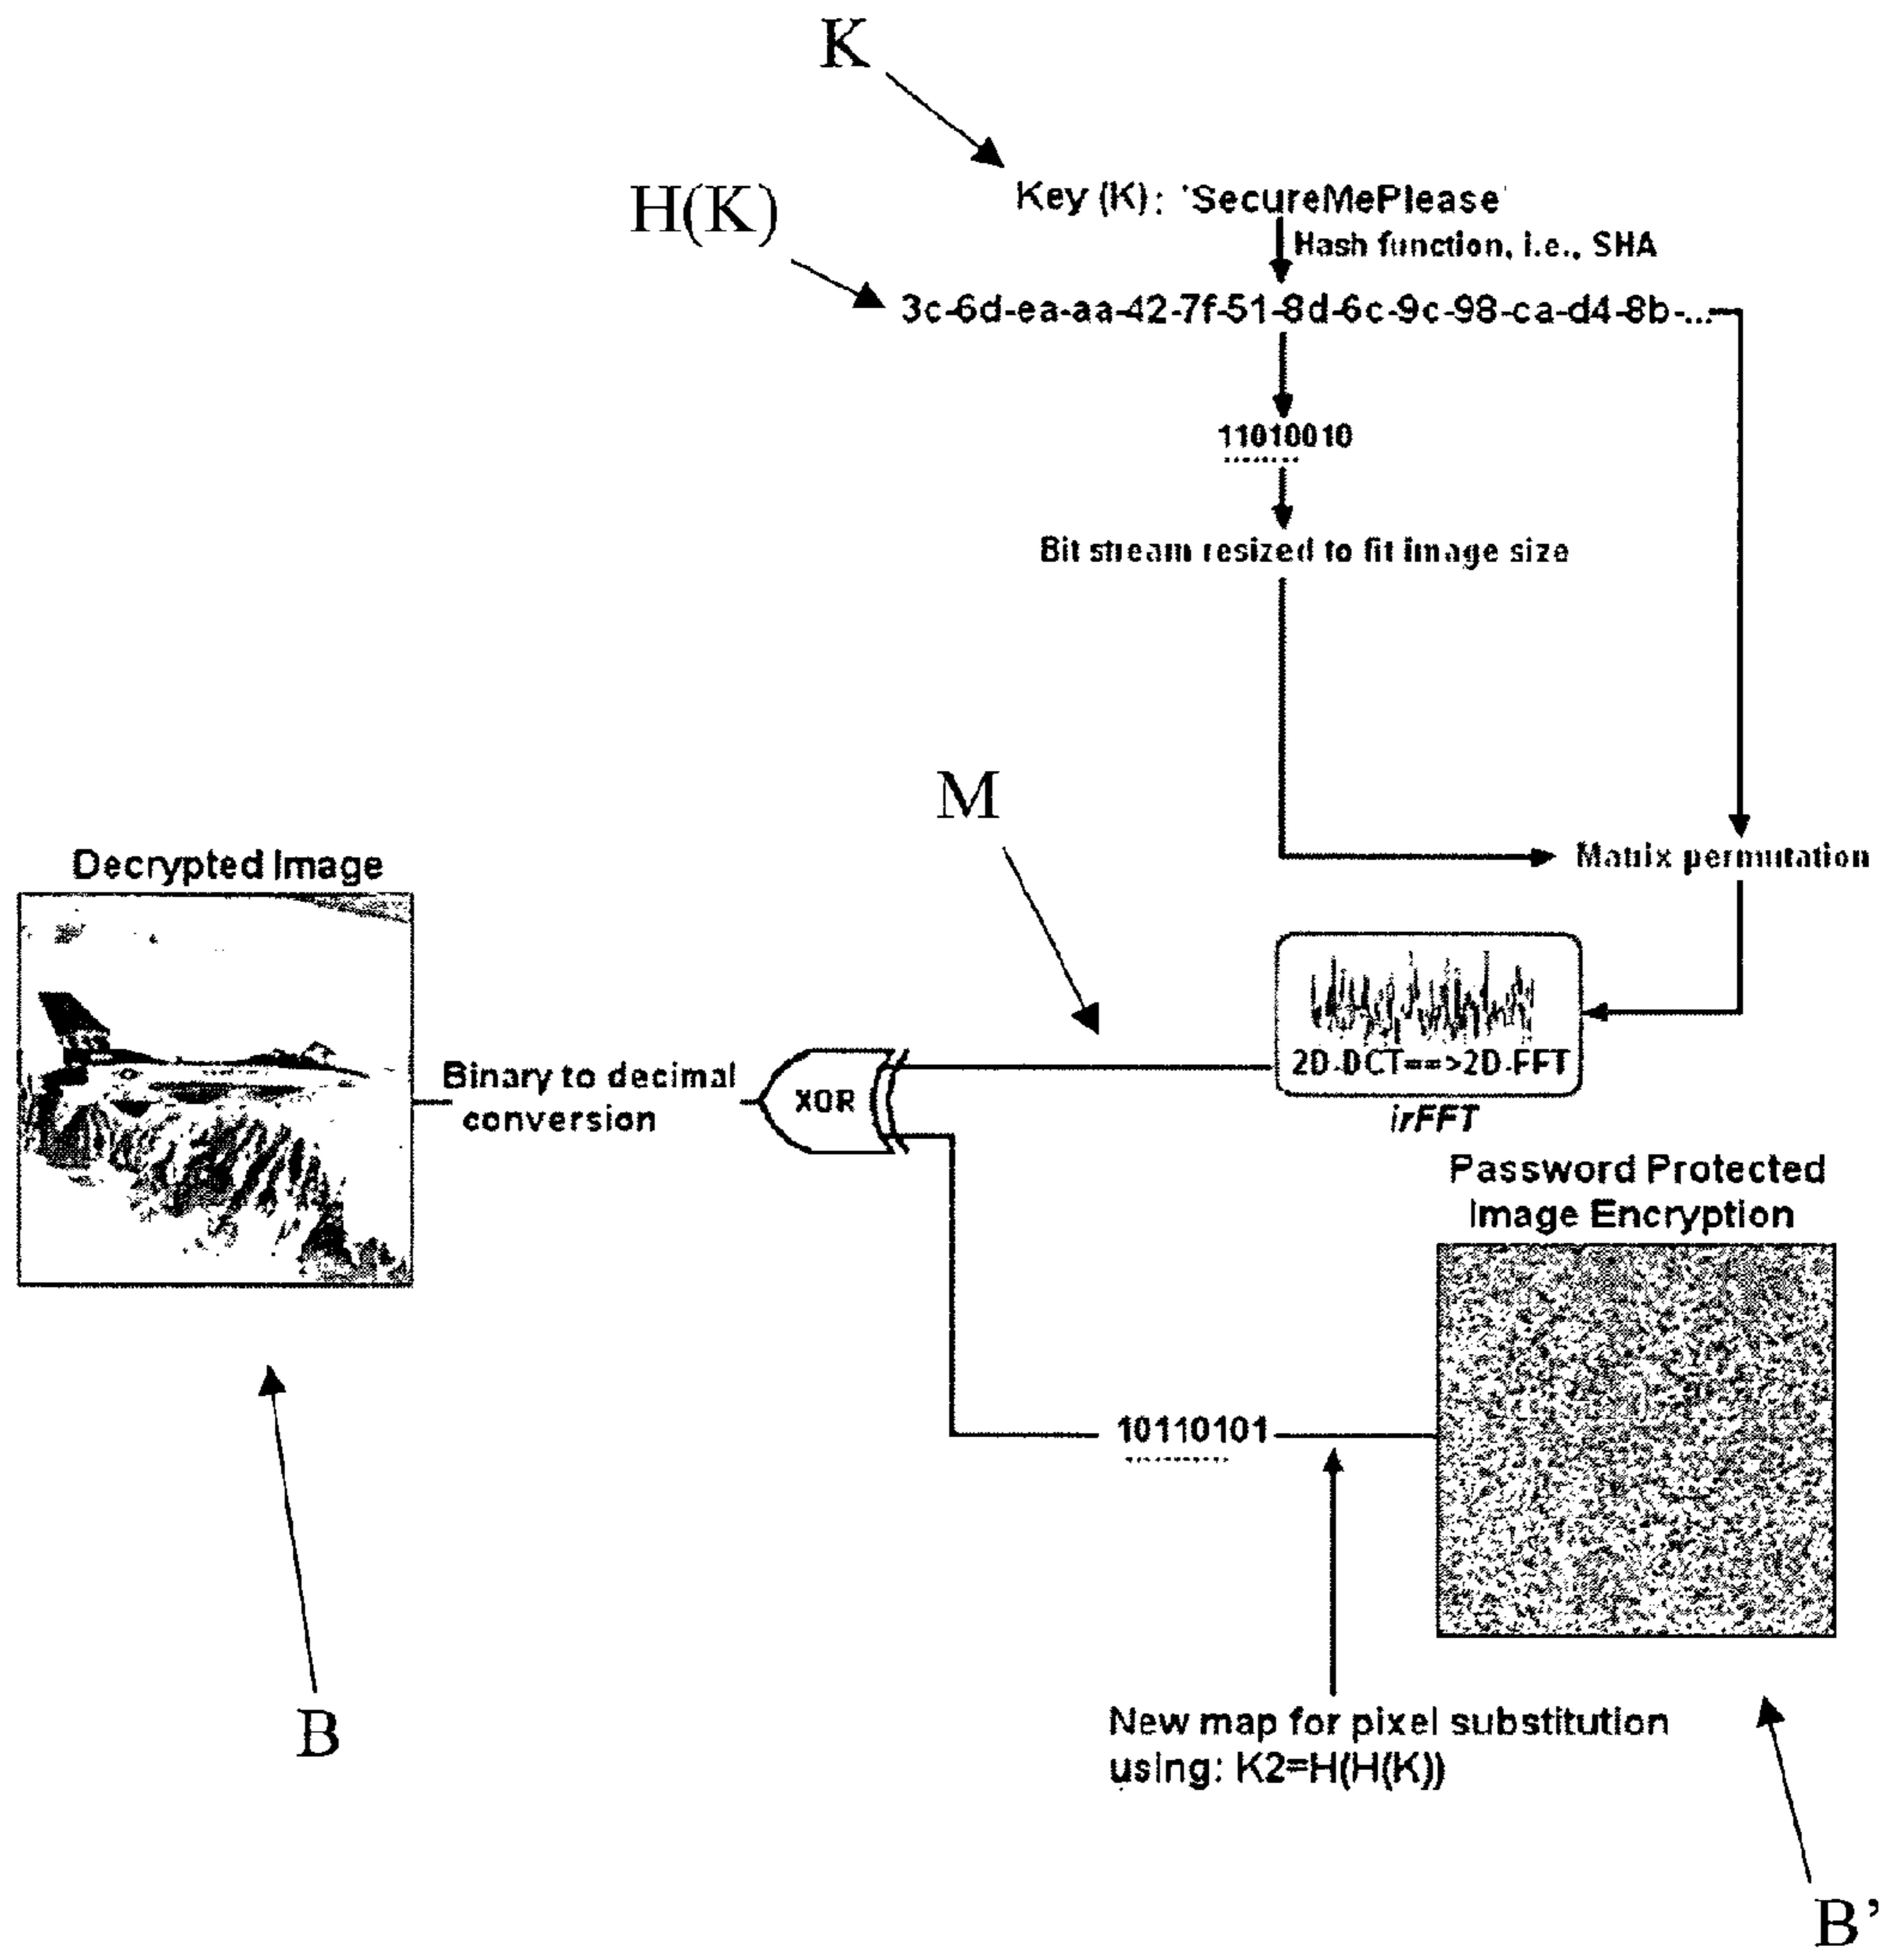 K
Key (K): 'SecureMePlease'
H(K)
Hash function, i.e., SHA
3c-6d-ea-aa-42-7f-51-8d-6c-9c-98-ca-d4-8b-...
11010010
Bit stream resized to fit image size
M
Matrix permutation
Decrypted Image
2D-DCT==>2D-FFT
irFFT
Binary to decimal
conversion
XOR
Password Protected
Image Encryption
10110101
B
New map for pixel substitution
using: K2=H(H(K))
B’